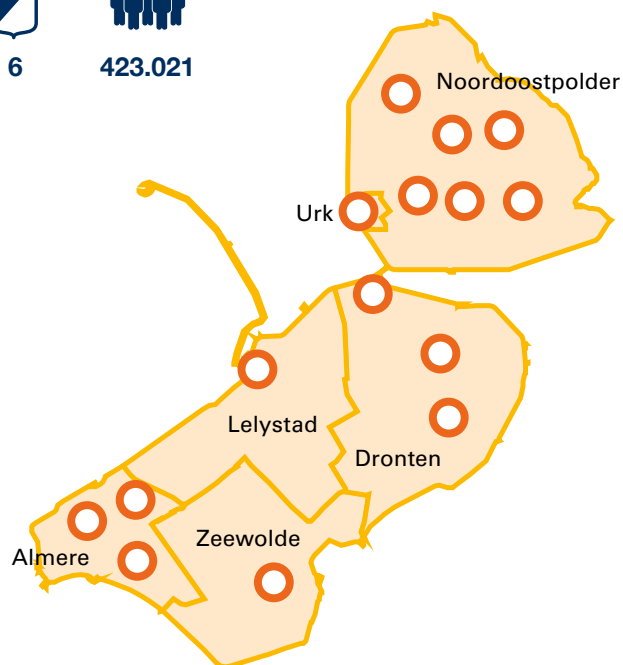 6 423.021
Noordoostpolder
Urk
Lelystad
Dronten
Zeewolde
Almere